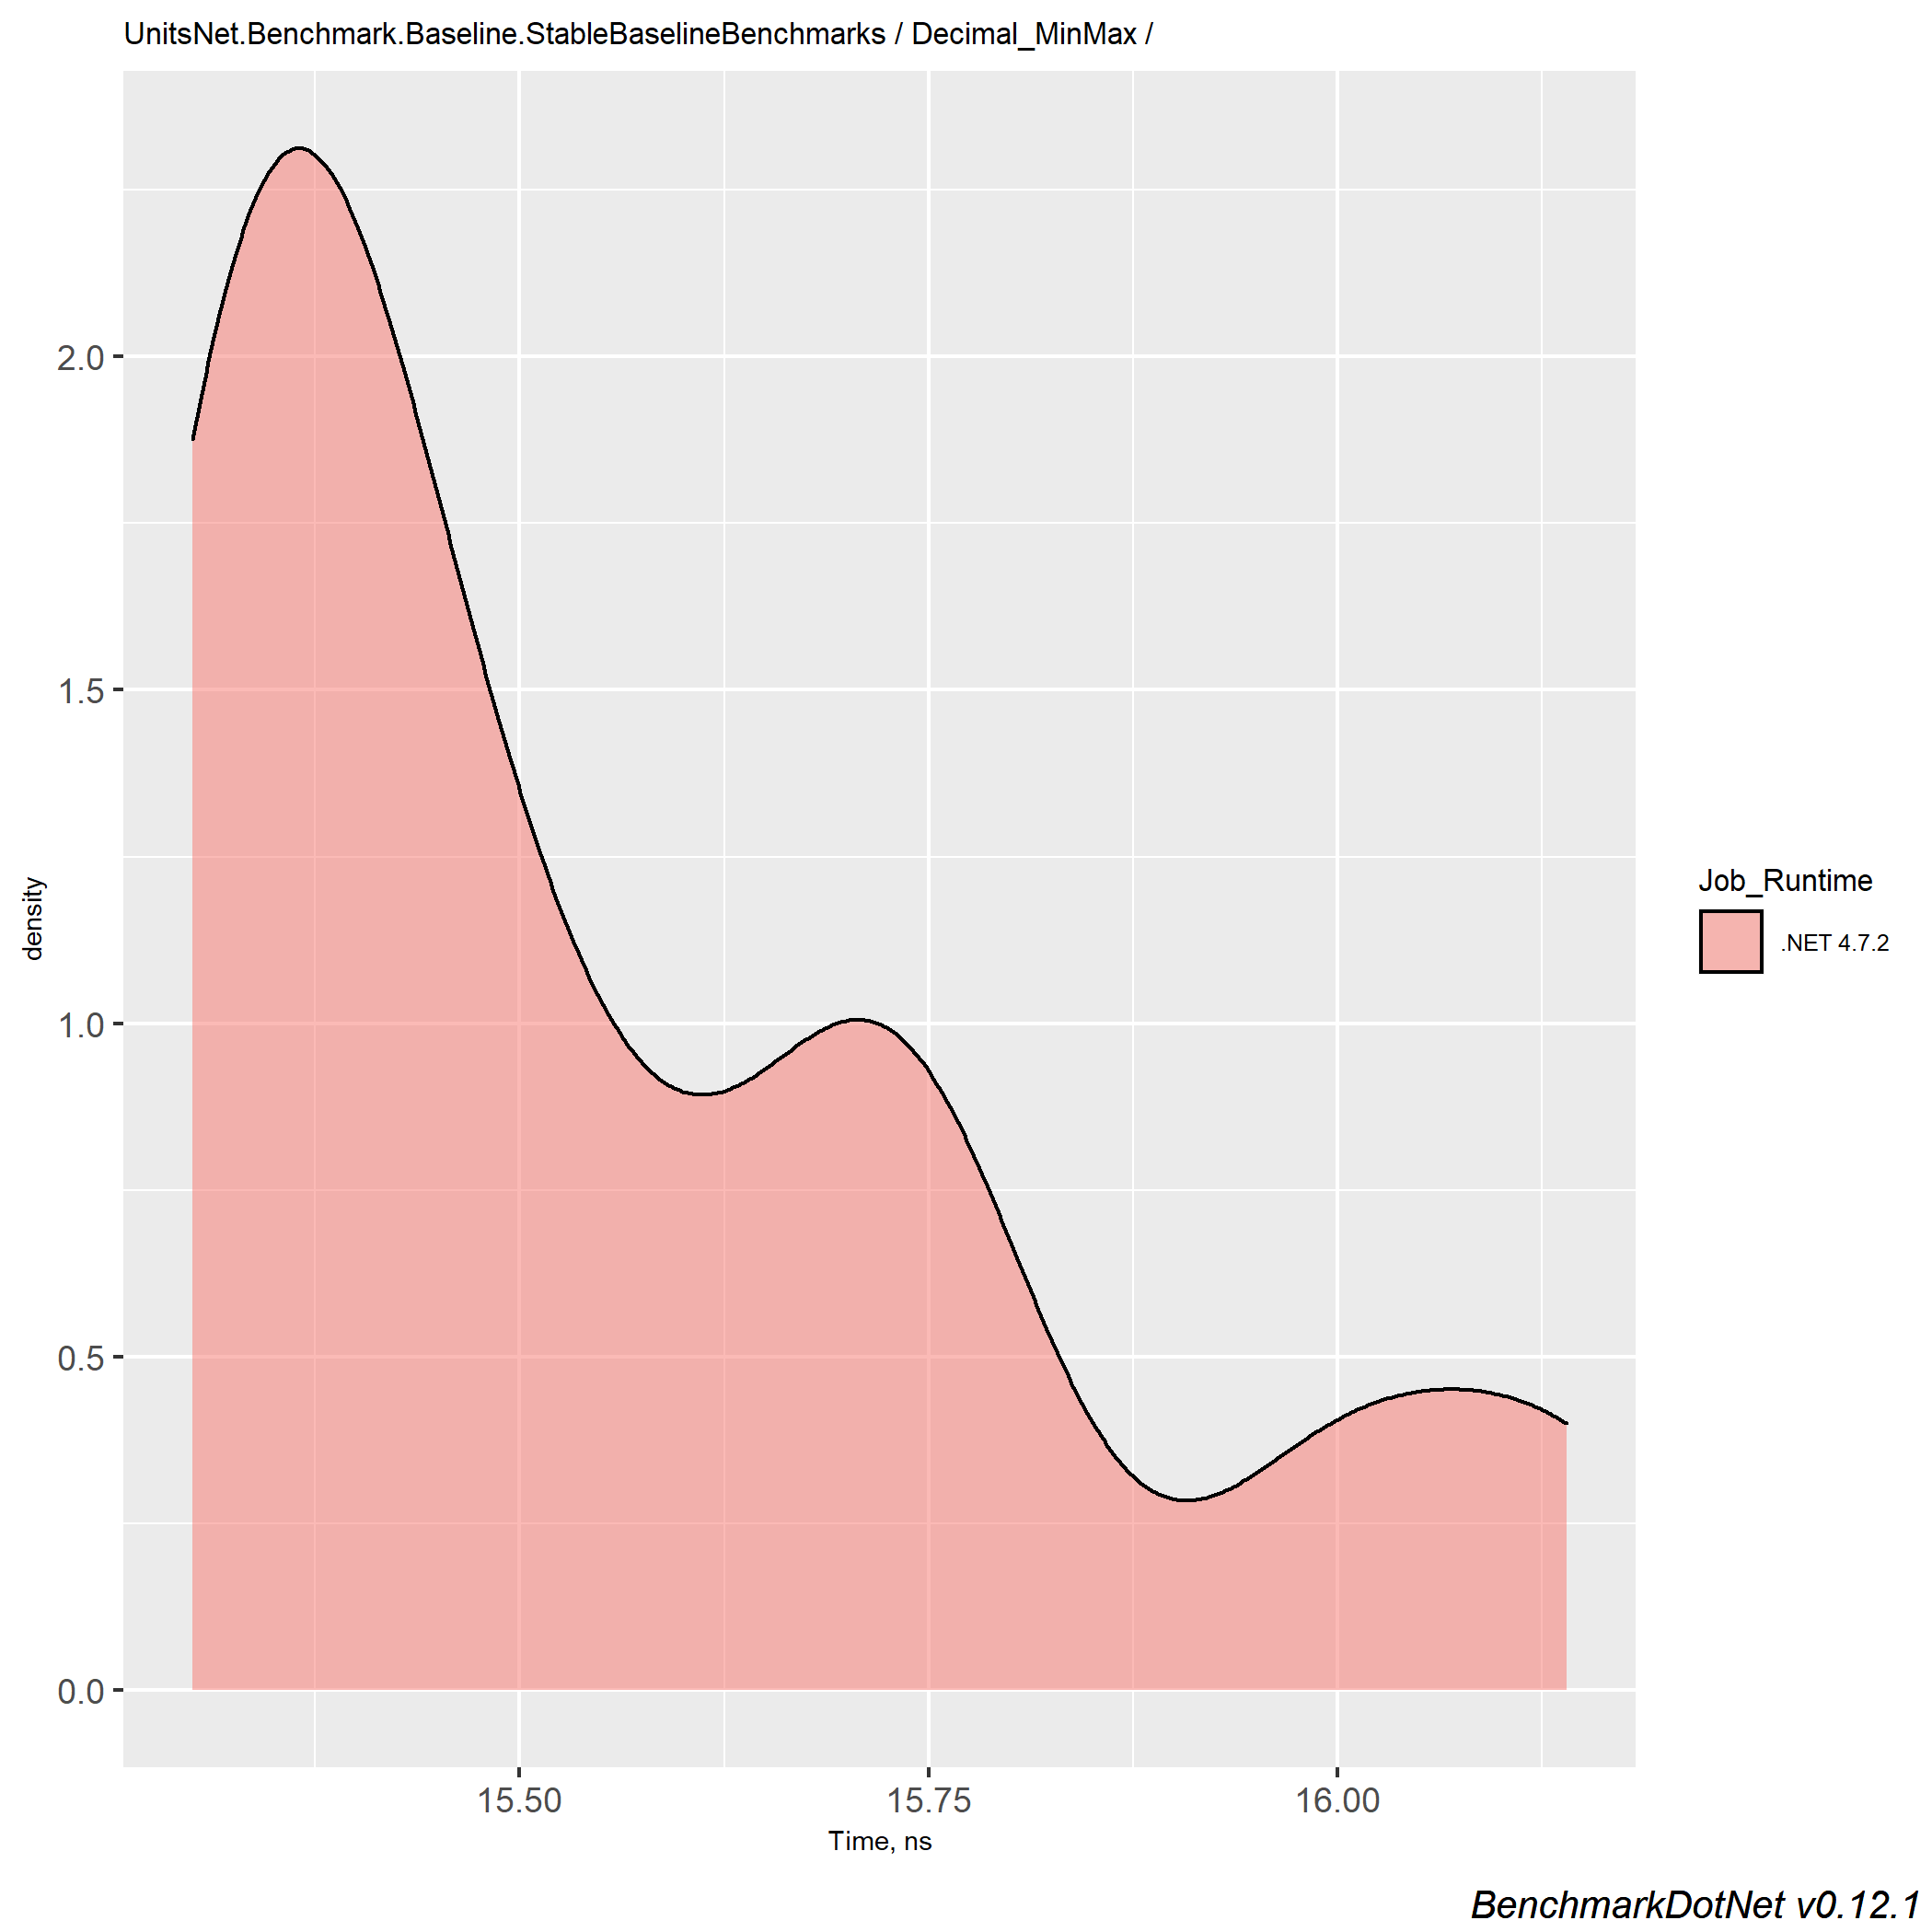 UnitsNet.Benchmark.Baseline.StableBaselineBenchmarks / Decimal_MinMax /
density
2.0
1.5
1.0
0.5
0.0
15.50 15.75 16.00
Time, ns
Job_Runtime
.NET 4.7.2
BenchmarkDotNet v0.12.1